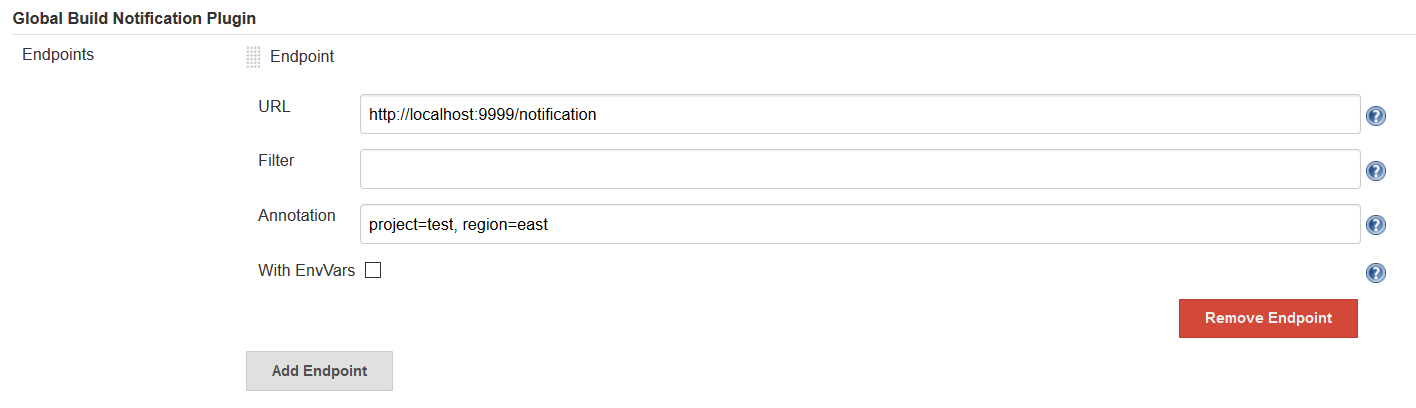 Global Build Notification Plugin
Endpoints
Endpoint
URL
http://localhost:9999/notification
Filter
Annotation
project=test, region=east
With EnvVars
Remove Endpoint
Add Endpoint